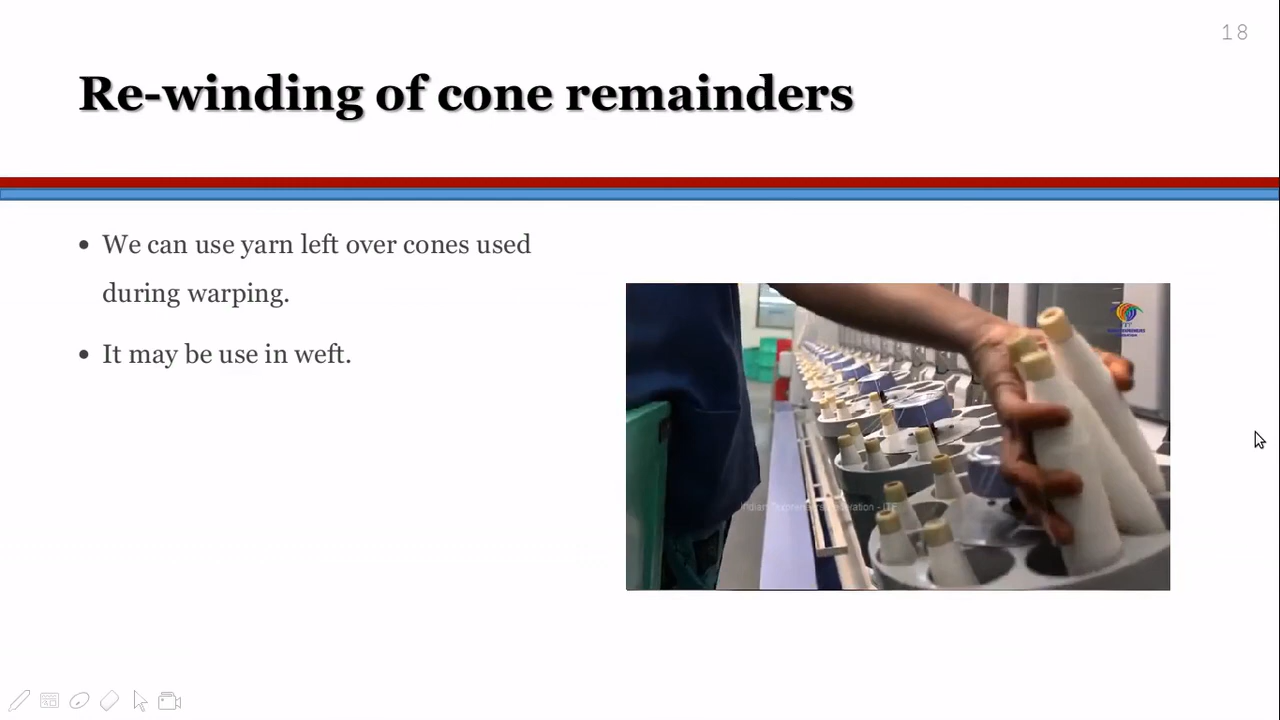 18
Re-winding of cone remainders
• We can use yarn left over cones used
during warping.
• It may be use in weft.